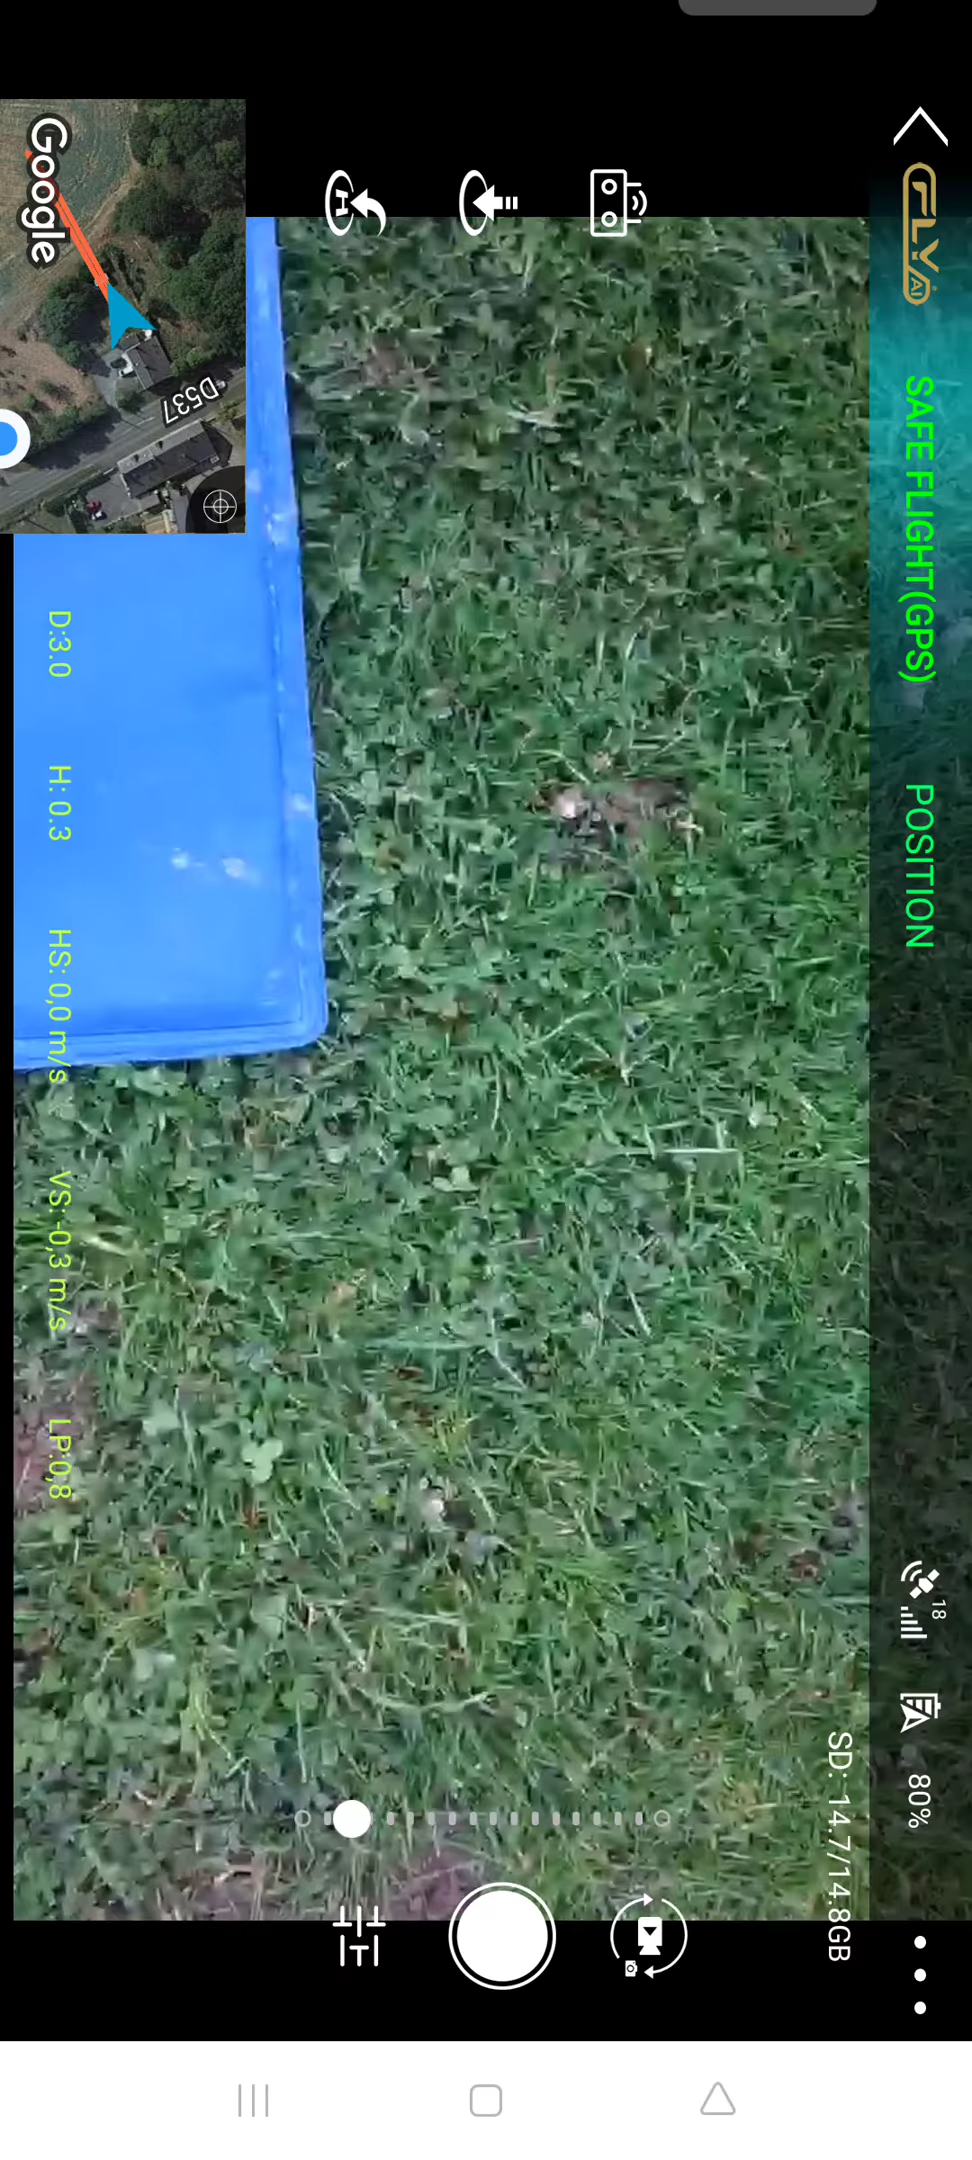 FLY AI
SAFE FLIGHT(GPS)
POSITION
18
80%
SD: 14.7/14.8GB
H
Google
D537
D:3.0
H: 0.3
HS: 0,0 m/s
VS:-0,3 m/s
LP:0,8